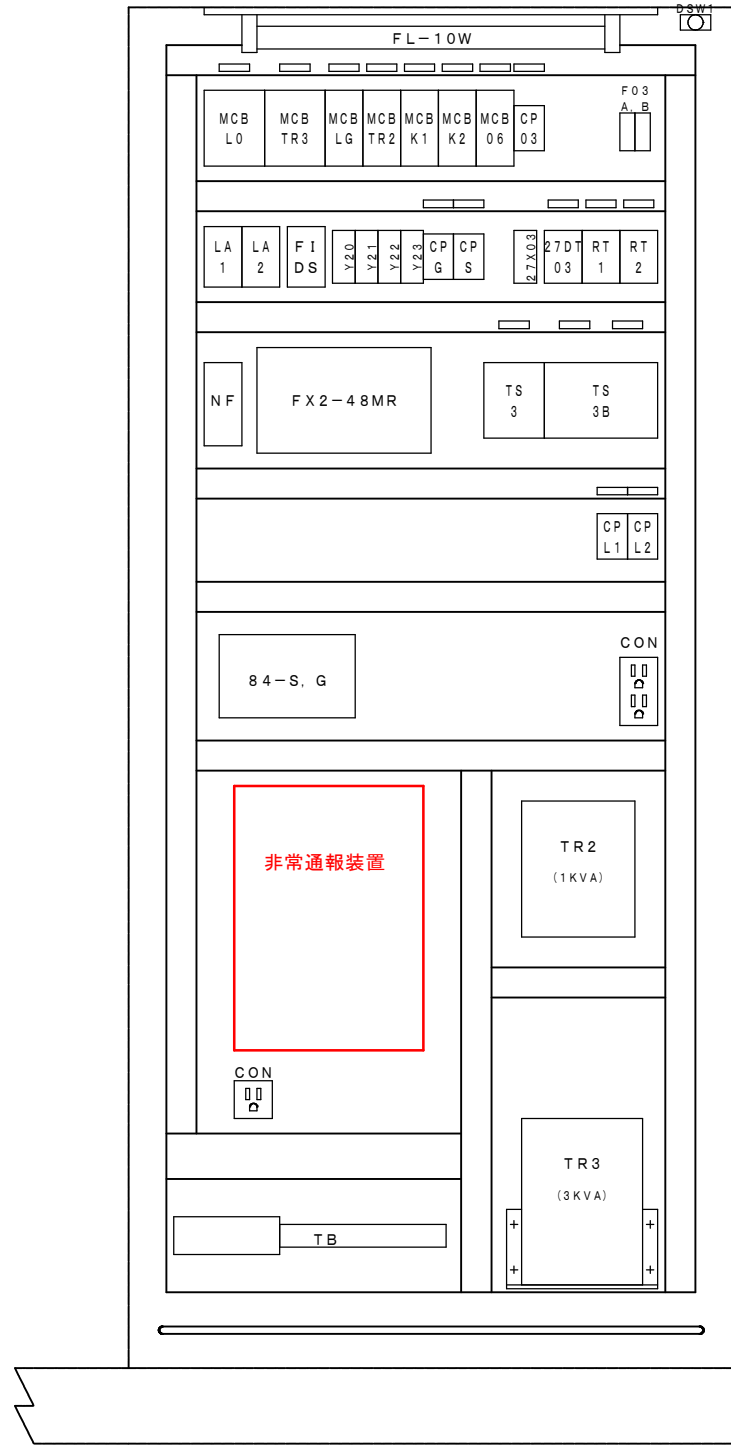 DSW1
FL-10W
MCB L0
MCB TR3
MCB LG
MCB TR2
MCB K1
MCB K2
MCB 06
CP 03
F03 A, B
LA 1
LA 2
FI DS
Y20
Y21
Y22
Y23
CP G
CP S
27X03
27DT 03
RT 1
RT 2
NF
FX2-48MR
TS 3
TS 3B
CP L1
CP L2
84-S, G
CON
非常通報装置
TR2
(1KVA)
CON
TR3
(3KVA)
TB